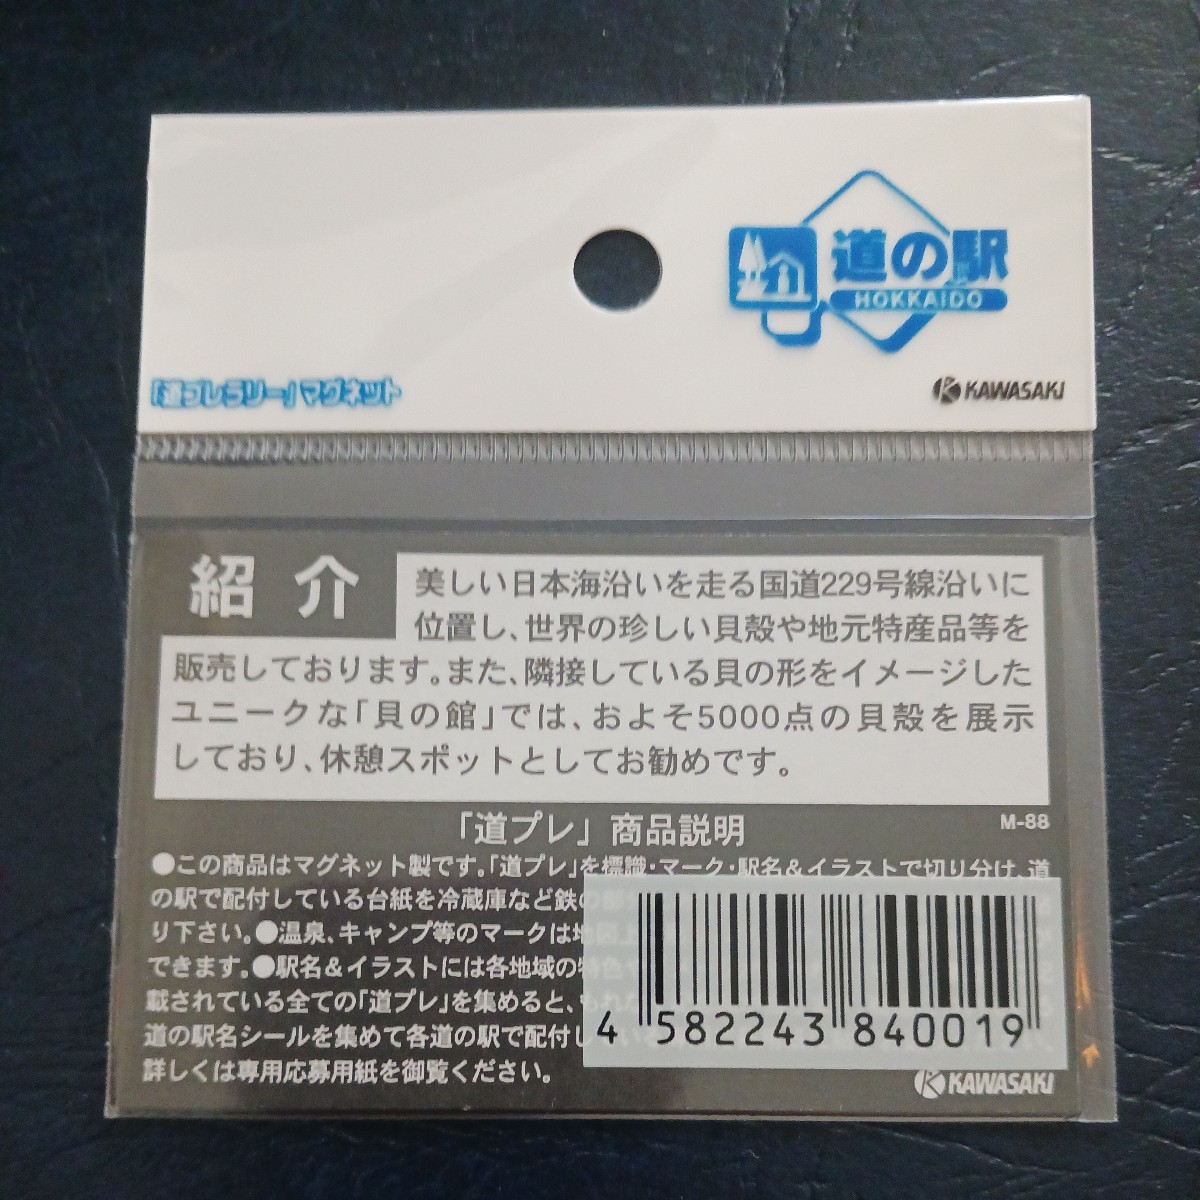 道の駅
HOKKAIDO
「道プレラリー」マグネット
KAWASAKI
紹介
美しい日本海沿いを走る国道229号線沿いに
位置し、世界の珍しい貝殻や地元特産品等を
販売しております。また、隣接している貝の形をイメージした
ユニークな「貝の館」では、およそ5000点の貝殻を展示
しており、休憩スポットとしてお勧めです。
「道プレ」商品説明
M-88
●この商品はマグネット製です。「道プレ」を標識・マーク・駅名&イラストで切り分け、道
の駅で配付している台紙を冷蔵庫など鉄の部
り下さい。●温泉、キャンプ等のマークは地図上
できます。●駅名&イラストには各地域の特色
載されている全ての「道プレ」を集めると、もれな
道の駅名シールを集めて各道の駅で配付し
詳しくは専用応募用紙を御覧ください。
4 582243 840019
KAWASAKI